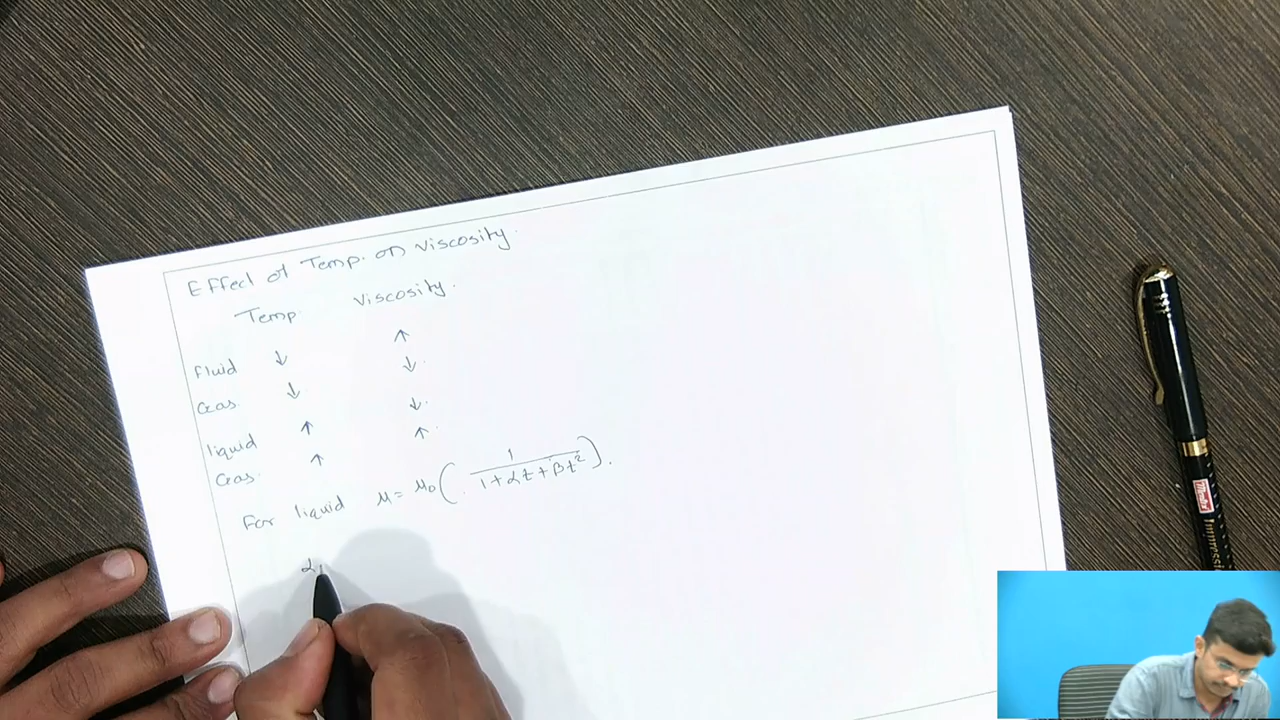 Effect of Temp. on Viscosity.
Temp. Viscosity.
fluid ↓ ↑
Gas. ↓ ↓.
liquid ↑ ↓.
Gas. ↑ ↑.
For liquid μ = μ₀ ( 1 / 1 + αt + βt² ).
α,